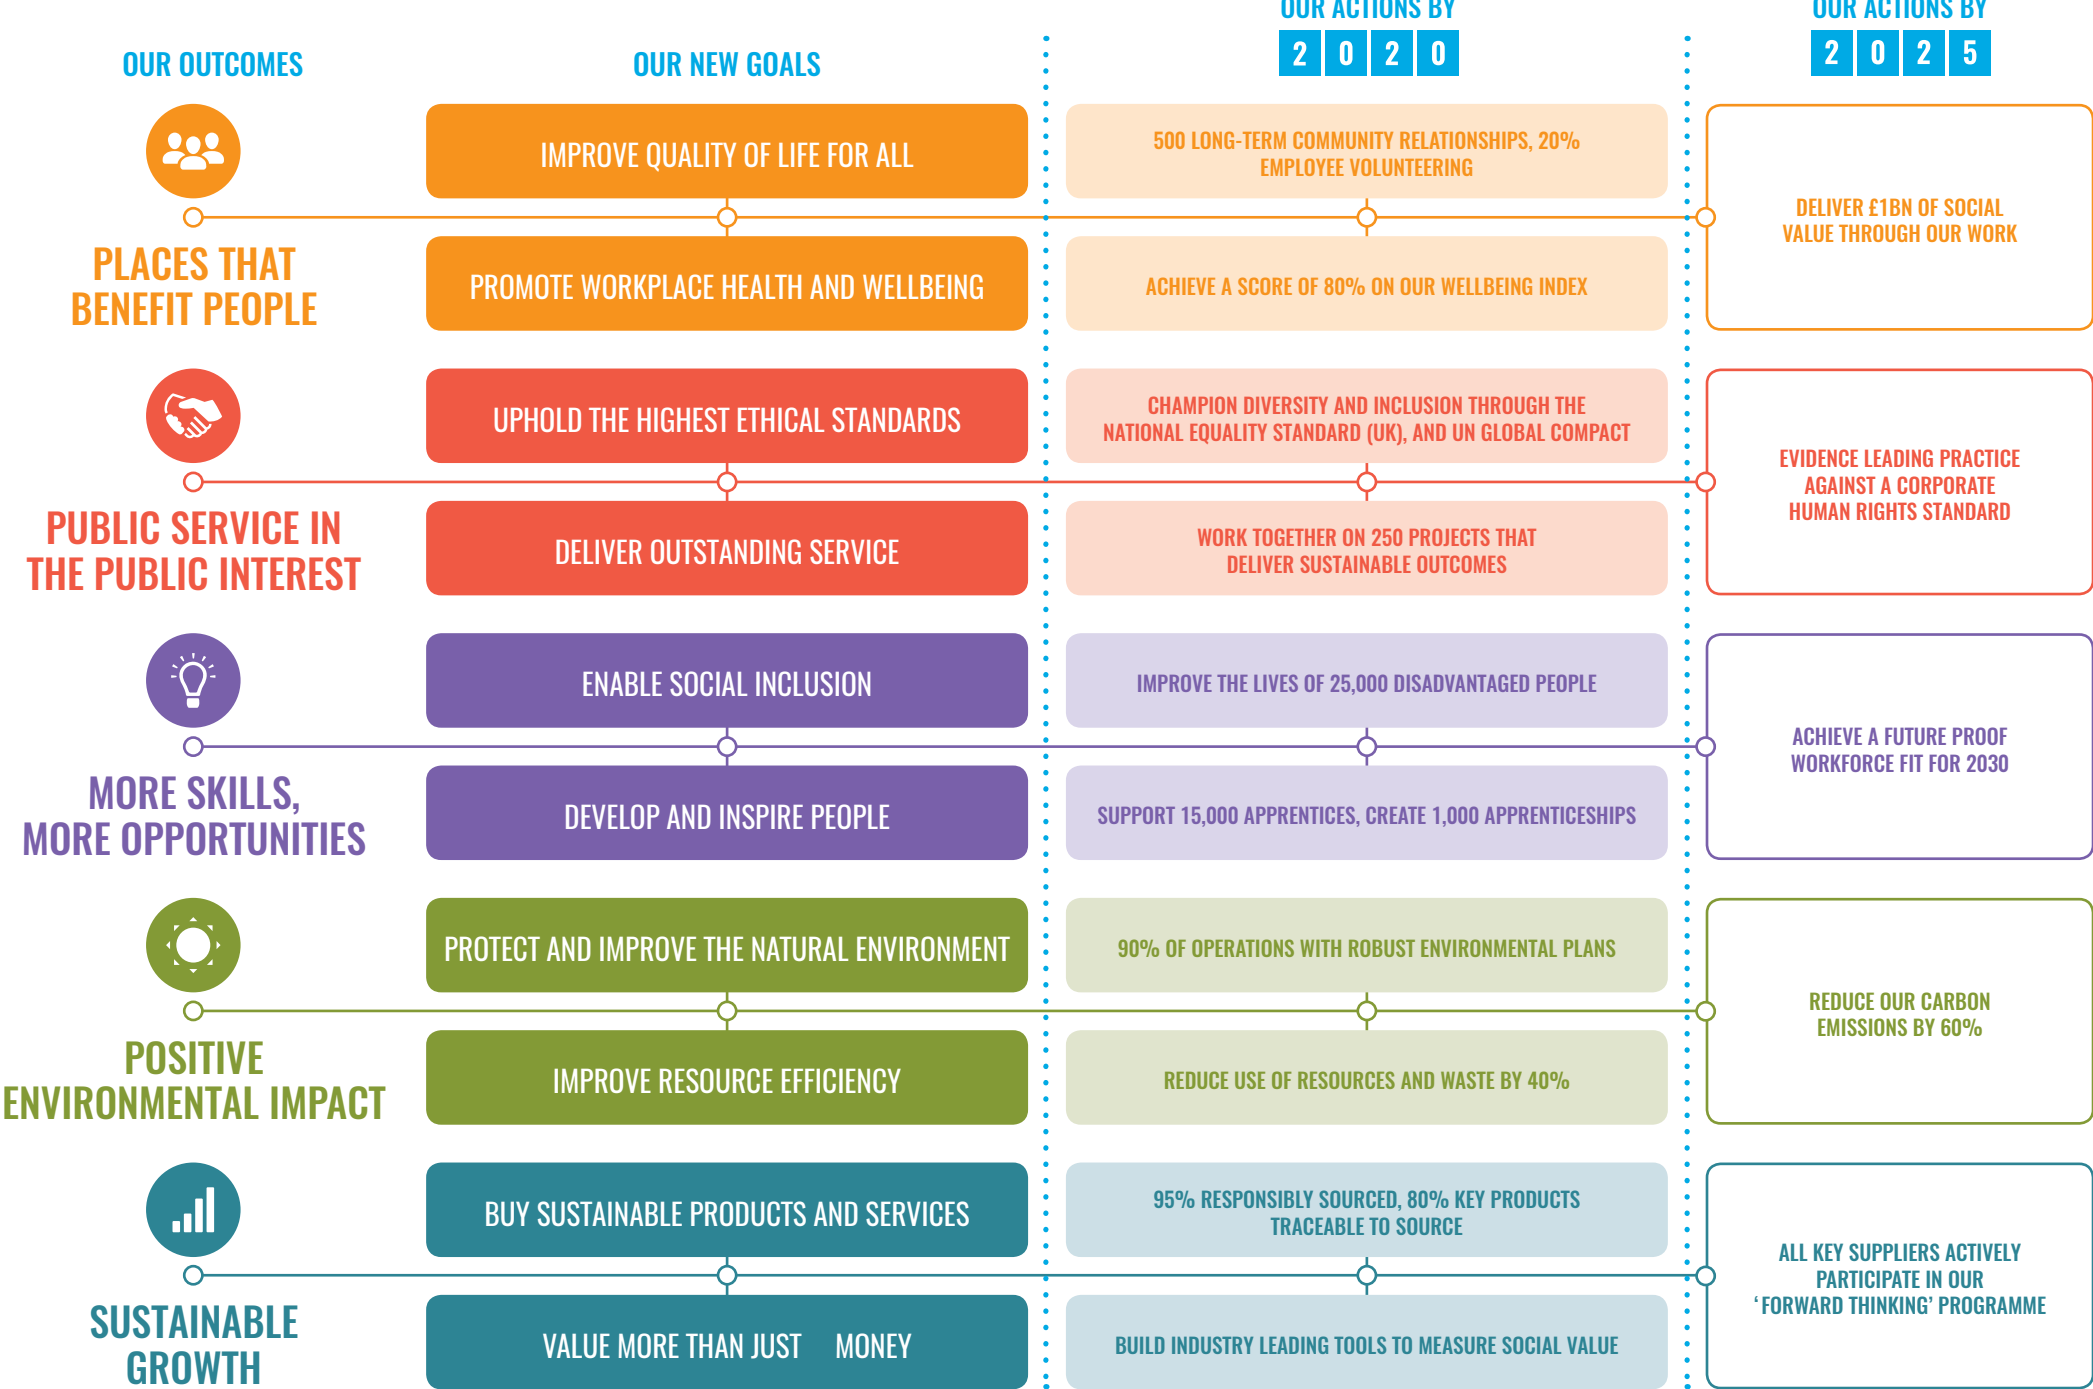 OUR OUTCOMES
OUR NEW GOALS
OUR ACTIONS BY
2020
OUR ACTIONS BY
2025
PLACES THAT
BENEFIT PEOPLE
IMPROVE QUALITY OF LIFE FOR ALL
500 LONG-TERM COMMUNITY RELATIONSHIPS, 20%
EMPLOYEE VOLUNTEERING
PROMOTE WORKPLACE HEALTH AND WELLBEING
ACHIEVE A SCORE OF 80% ON OUR WELLBEING INDEX
DELIVER £1BN OF SOCIAL
VALUE THROUGH OUR WORK
PUBLIC SERVICE IN
THE PUBLIC INTEREST
UPHOLD THE HIGHEST ETHICAL STANDARDS
CHAMPION DIVERSITY AND INCLUSION THROUGH THE
NATIONAL EQUALITY STANDARD (UK), AND UN GLOBAL COMPACT
DELIVER OUTSTANDING SERVICE
WORK TOGETHER ON 250 PROJECTS THAT
DELIVER SUSTAINABLE OUTCOMES
EVIDENCE LEADING PRACTICE
AGAINST A CORPORATE
HUMAN RIGHTS STANDARD
MORE SKILLS,
MORE OPPORTUNITIES
ENABLE SOCIAL INCLUSION
IMPROVE THE LIVES OF 25,000 DISADVANTAGED PEOPLE
DEVELOP AND INSPIRE PEOPLE
SUPPORT 15,000 APPRENTICES, CREATE 1,000 APPRENTICESHIPS
ACHIEVE A FUTURE PROOF
WORKFORCE FIT FOR 2030
POSITIVE
ENVIRONMENTAL IMPACT
PROTECT AND IMPROVE THE NATURAL ENVIRONMENT
90% OF OPERATIONS WITH ROBUST ENVIRONMENTAL PLANS
IMPROVE RESOURCE EFFICIENCY
REDUCE USE OF RESOURCES AND WASTE BY 40%
REDUCE OUR CARBON
EMISSIONS BY 60%
SUSTAINABLE
GROWTH
BUY SUSTAINABLE PRODUCTS AND SERVICES
95% RESPONSIBLY SOURCED, 80% KEY PRODUCTS
TRACEABLE TO SOURCE
VALUE MORE THAN JUST MONEY
BUILD INDUSTRY LEADING TOOLS TO MEASURE SOCIAL VALUE
ALL KEY SUPPLIERS ACTIVELY
PARTICIPATE IN OUR
‘FORWARD THINKING’ PROGRAMME